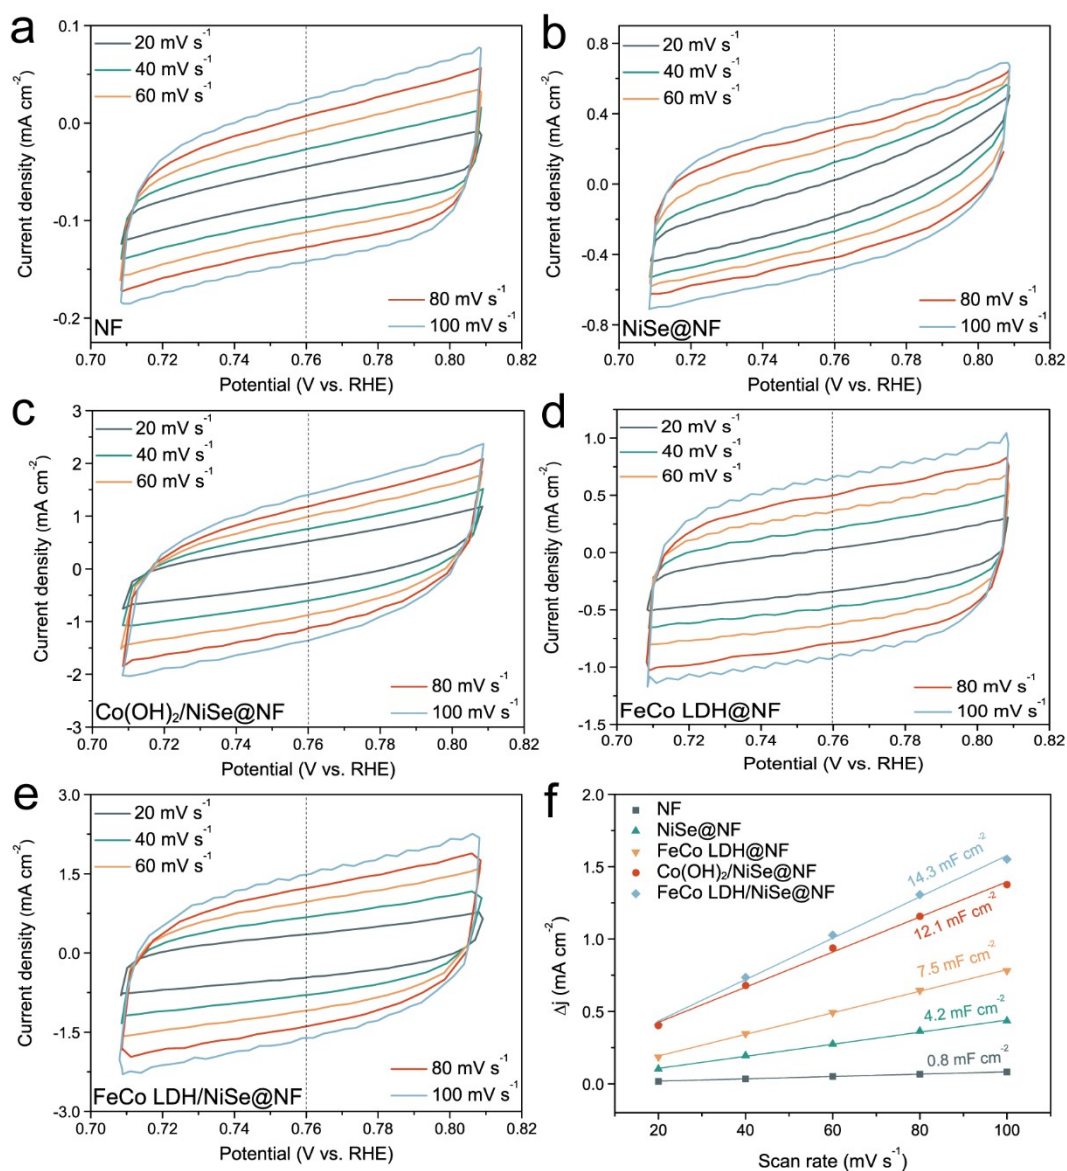 a
20 mV s⁻¹
40 mV s⁻¹
60 mV s⁻¹
80 mV s⁻¹
100 mV s⁻¹
NF
Current density (mA cm⁻²)
0.1
0.0
-0.1
-0.2
0.70 0.72 0.74 0.76 0.78 0.80 0.82
Potential (V vs. RHE)
b
20 mV s⁻¹
40 mV s⁻¹
60 mV s⁻¹
80 mV s⁻¹
100 mV s⁻¹
NiSe@NF
Current density (mA cm⁻²)
0.8
0.4
0.0
-0.4
-0.8
0.70 0.72 0.74 0.76 0.78 0.80 0.82
Potential (V vs. RHE)
c
20 mV s⁻¹
40 mV s⁻¹
60 mV s⁻¹
80 mV s⁻¹
100 mV s⁻¹
Co(OH)₂/NiSe@NF
Current density (mA cm⁻²)
3
2
1
0
-1
-2
-3
0.70 0.72 0.74 0.76 0.78 0.80 0.82
Potential (V vs. RHE)
d
20 mV s⁻¹
40 mV s⁻¹
60 mV s⁻¹
80 mV s⁻¹
100 mV s⁻¹
FeCo LDH@NF
Current density (mA cm⁻²)
1.0
0.5
0.0
-0.5
-1.0
-1.5
0.70 0.72 0.74 0.76 0.78 0.80 0.82
Potential (V vs. RHE)
e
20 mV s⁻¹
40 mV s⁻¹
60 mV s⁻¹
80 mV s⁻¹
100 mV s⁻¹
FeCo LDH/NiSe@NF
Current density (mA cm⁻²)
3.0
1.5
0.0
-1.5
-3.0
0.70 0.72 0.74 0.76 0.78 0.80 0.82
Potential (V vs. RHE)
f
NF
NiSe@NF
FeCo LDH@NF
Co(OH)₂/NiSe@NF
FeCo LDH/NiSe@NF
14.3 mF cm⁻²
12.1 mF cm⁻²
7.5 mF cm⁻²
4.2 mF cm⁻²
0.8 mF cm⁻²
Δj (mA cm⁻²)
2.0
1.5
1.0
0.5
0.0
20 40 60 80 100
Scan rate (mV s⁻¹)